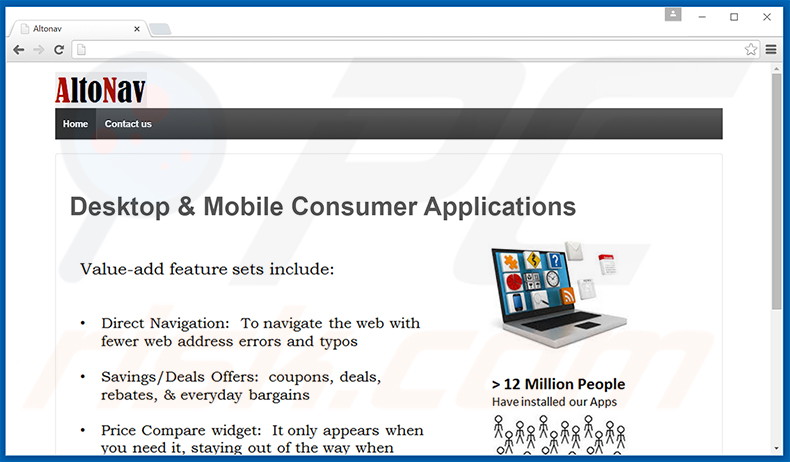 Altonav
AltoNav
Home Contact us
Desktop & Mobile Consumer Applications
Value-add feature sets include:
• Direct Navigation: To navigate the web with
fewer web address errors and typos
• Savings/Deals Offers: coupons, deals,
rebates, & everyday bargains
• Price Compare widget: It only appears when
you need it, staying out of the way when
> 12 Million People
Have installed our Apps
PC
risk.com